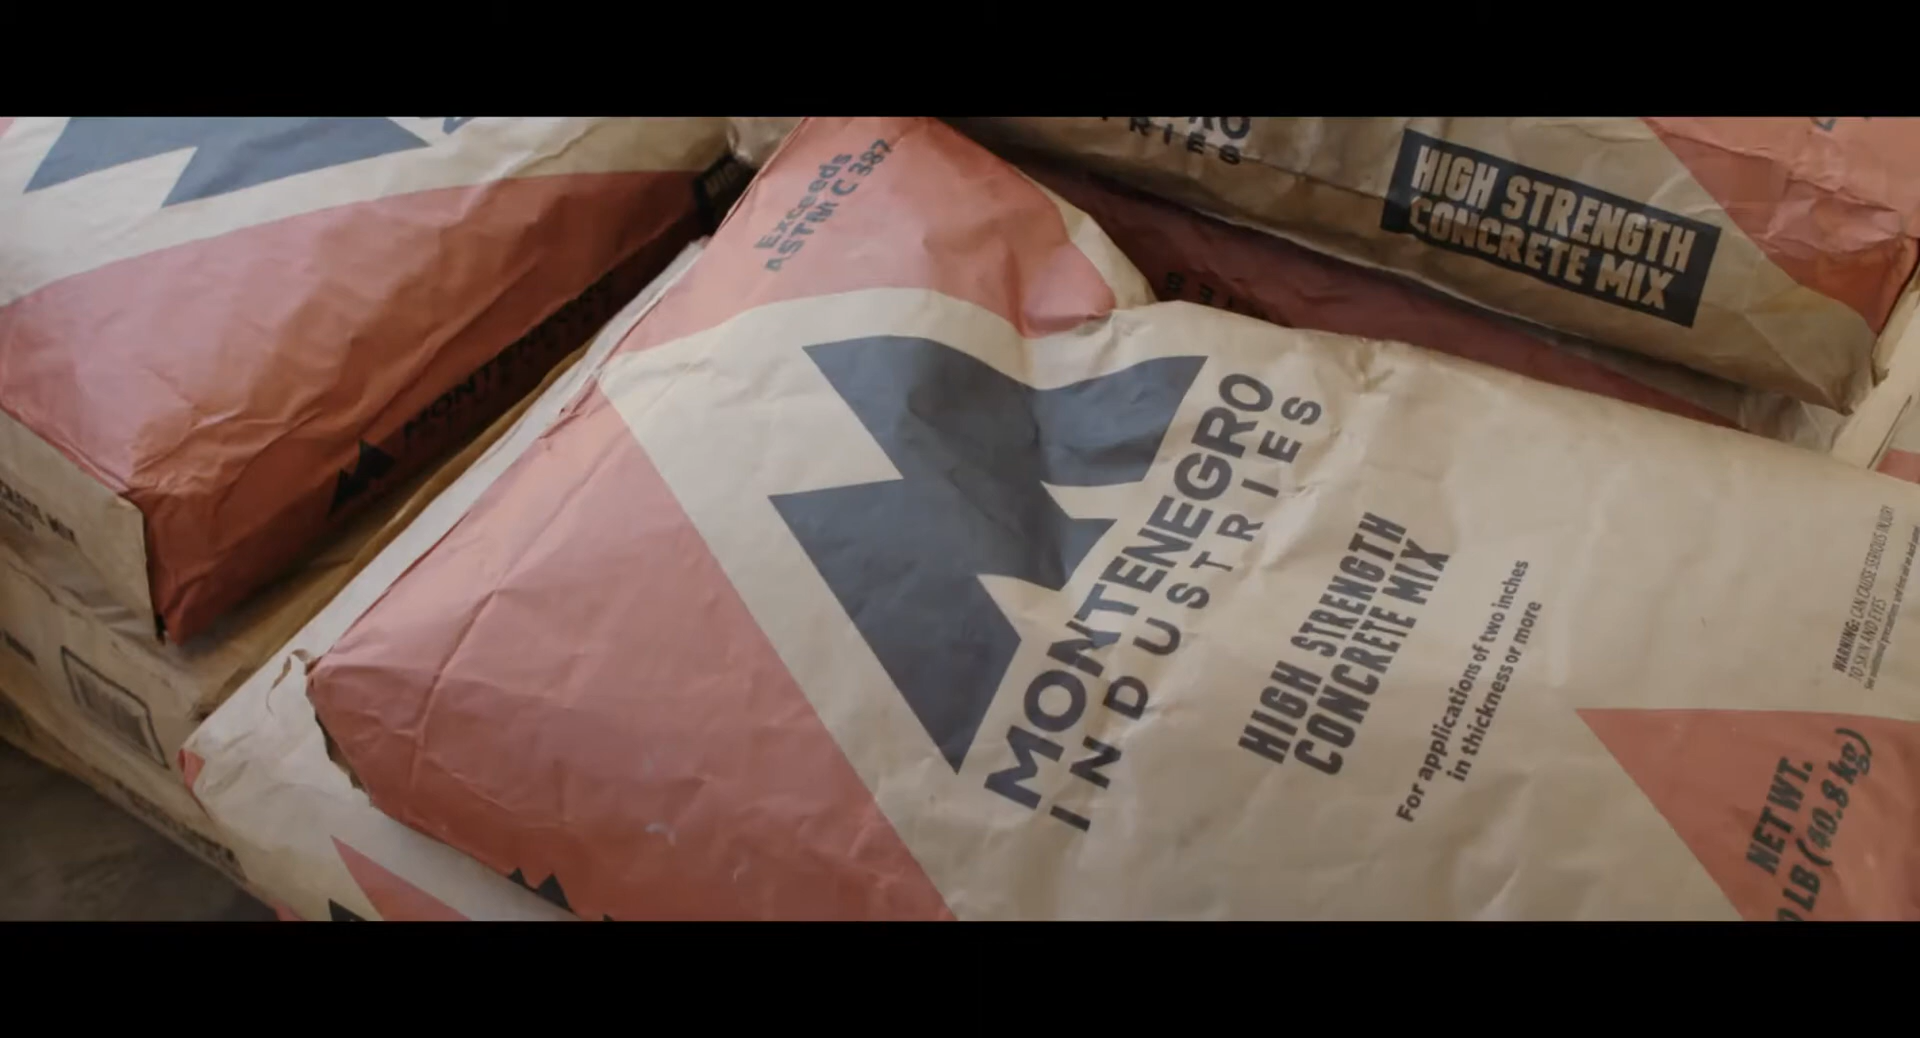 Exceeds
ASTM C 387
HIGH STRENGTH
CONCRETE MIX
MONTENEGRO
INDUSTRIES
HIGH STRENGTH
CONCRETE MIX
For applications of two inches
in thickness or more
WARNING: CAN CAUSE SERIOUS INJURY
TO SKIN AND EYES
NET WT.
LB (40.8 kg)